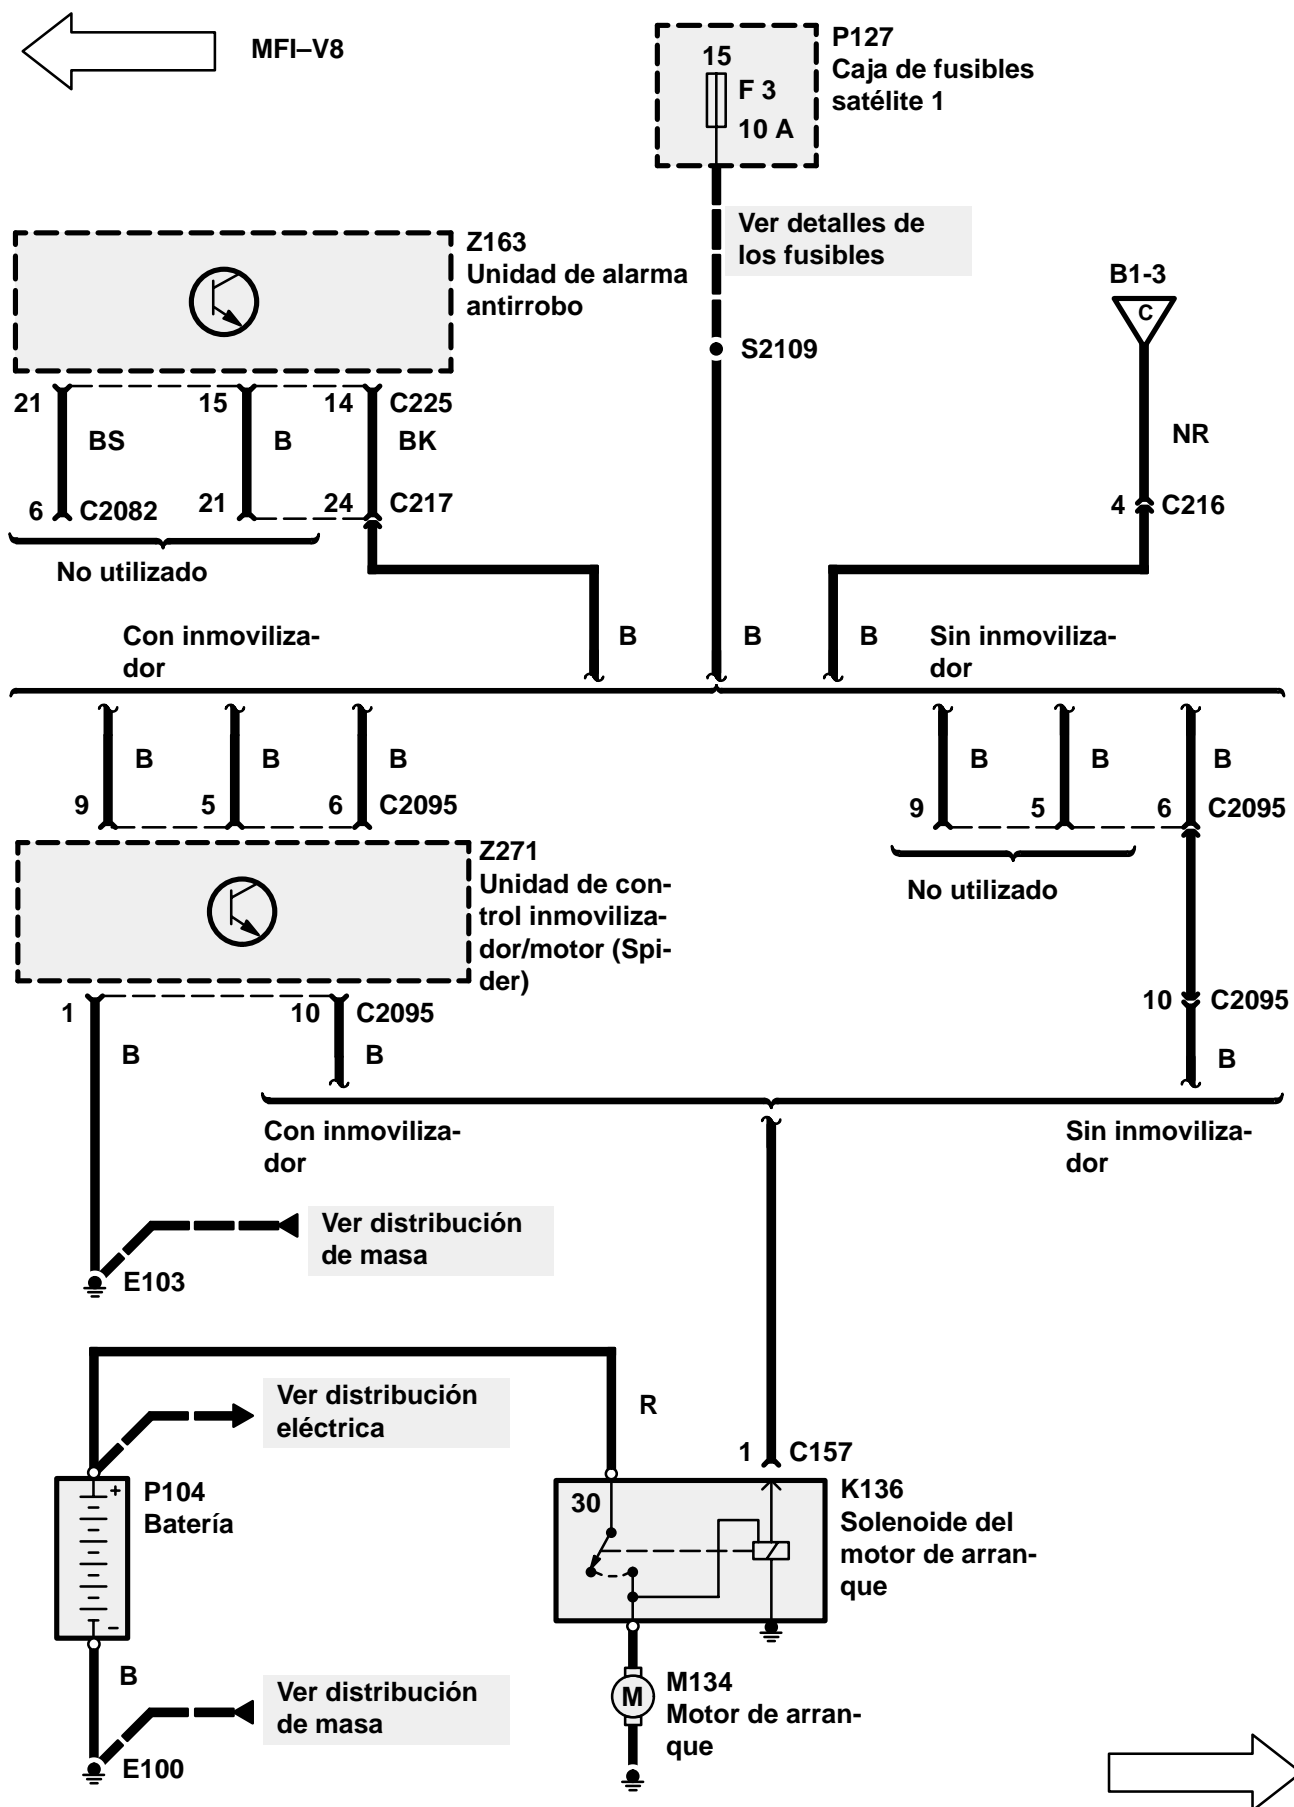 MFI–V8
15
F 3
10 A
P127
Caja de fusibles
satélite 1
Ver detalles de
los fusibles
Z163
Unidad de alarma
antirrobo
B1-3
C
S2109
21
15
14
C225
BS
B
BK
NR
6
C2082
21
24
C217
4
C216
No utilizado
Con inmoviliza-
dor
B
B
B
Sin inmoviliza-
dor
B
B
B
B
B
B
9
5
6
C2095
9
5
6
C2095
Z271
Unidad de con-
trol inmoviliza-
dor/motor (Spi-
der)
No utilizado
1
10
C2095
10
C2095
B
B
B
Con inmoviliza-
dor
Sin inmoviliza-
dor
Ver distribución
de masa
E103
Ver distribución
eléctrica
R
1
C157
P104
Batería
+
–
30
K136
Solenoide del
motor de arran-
que
B
Ver distribución
de masa
E100
M
M134
Motor de arran-
que